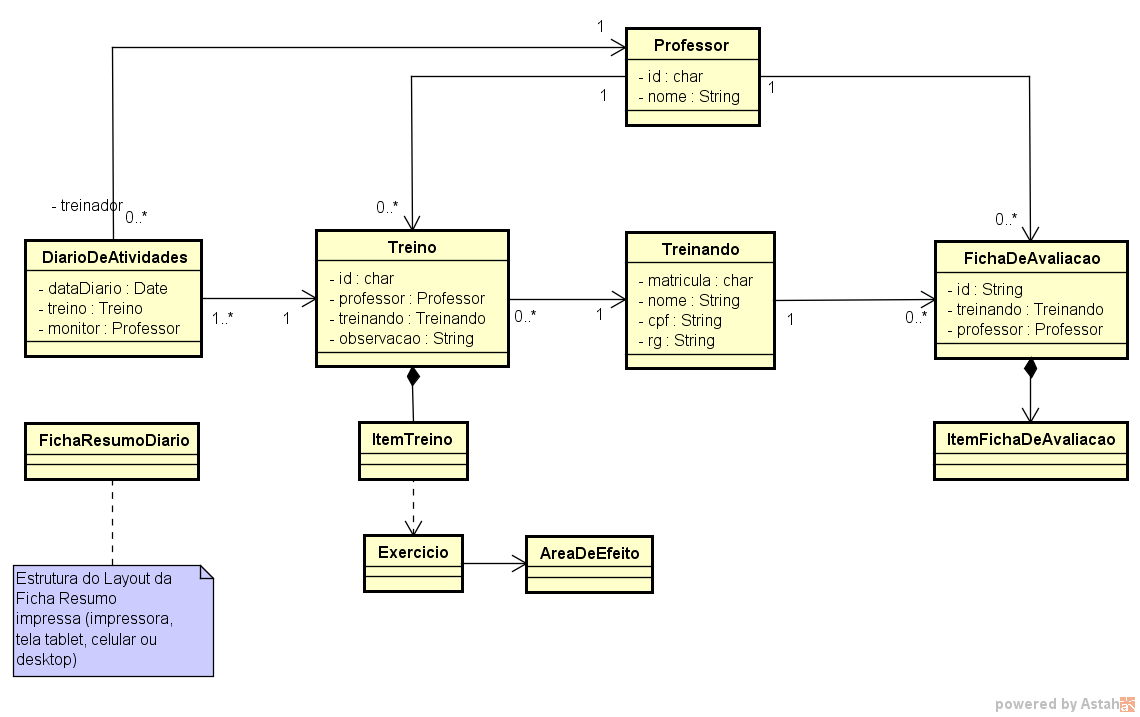 1
Professor
- id : char
- nome : String
1
1
- treinador
0..*
0..*
0..*
DiarioDeAtividades
- dataDiario : Date
- treino : Treino
- monitor : Professor
1..*
1
Treino
- id : char
- professor : Professor
- treinando : Treinando
- observacao : String
0..*
1
Treinando
- matricula : char
- nome : String
- cpf : String
- rg : String
1
0..*
FichaDeAvaliacao
- id : String
- treinando : Treinando
- professor : Professor
FichaResumoDiario
ItemTreino
ItemFichaDeAvaliacao
Exercicio
AreaDeEfeito
Estrutura do Layout da
Ficha Resumo
impressa (impressora,
tela tablet, celular ou
desktop)
powered by Astah